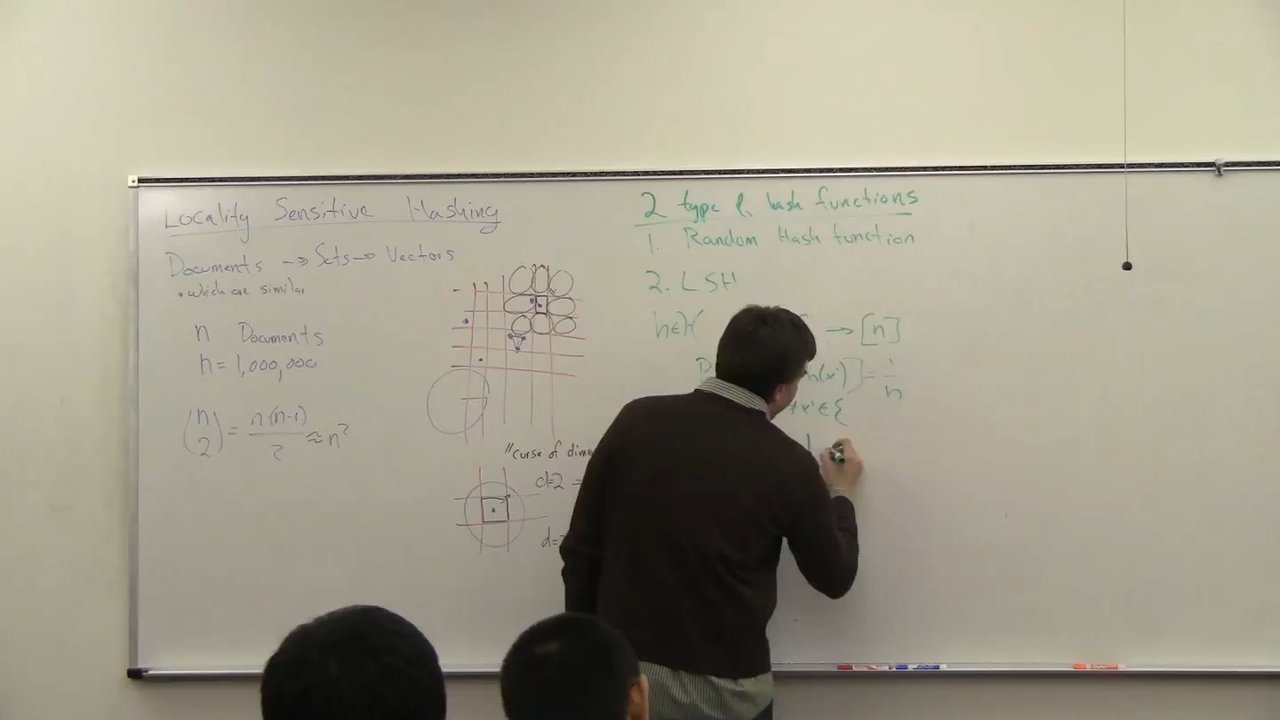 Locality Sensitive Hashing
Documents → Sets → Vectors
• which are similar
n Documents
n = 1,000,000
(n 2) = n(n-1)/2 ≈ n²
"curse of
d=2 =
d=
2 type of hash functions
1. Random Hash function
2. LSH
h∈H → [n]
h(x')] = 1/n
x'∈{